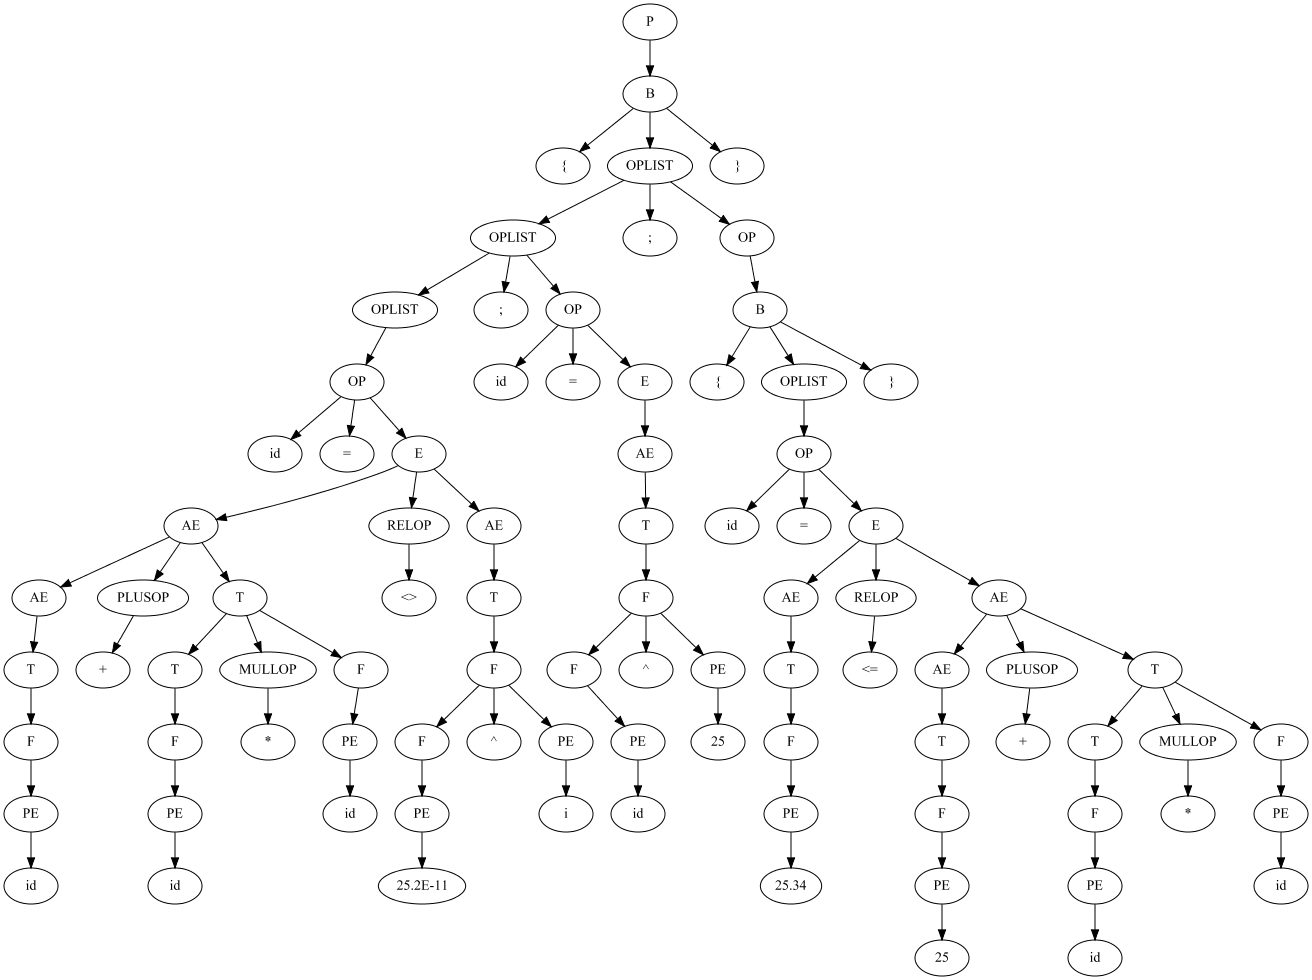 P
B
{ OPLIST }
OPLIST ; OP
OPLIST ; OP B
OP id = E { OPLIST }
id = E AE OP
AE RELOP AE T id = E
AE PLUSOP T <> T F AE RELOP AE
T + T MULLOP F F F ^ PE T <= AE PLUSOP T
F F * PE F ^ PE PE 25 F T + T MULLOP F
PE PE id PE i id PE F F * PE
id id 25.2E-11 25.34 PE PE id
25 id